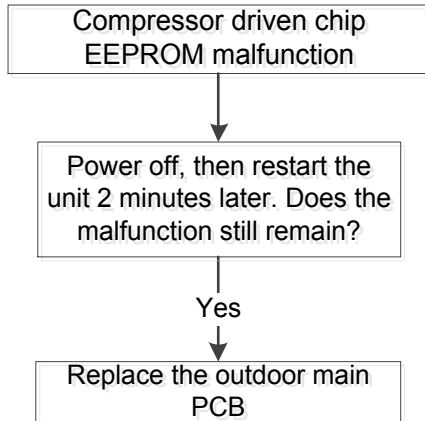 Compressor driven chip
EEPROM malfunction
Power off, then restart the
unit 2 minutes later. Does the
malfunction still remain?
Yes
Replace the outdoor main
PCB